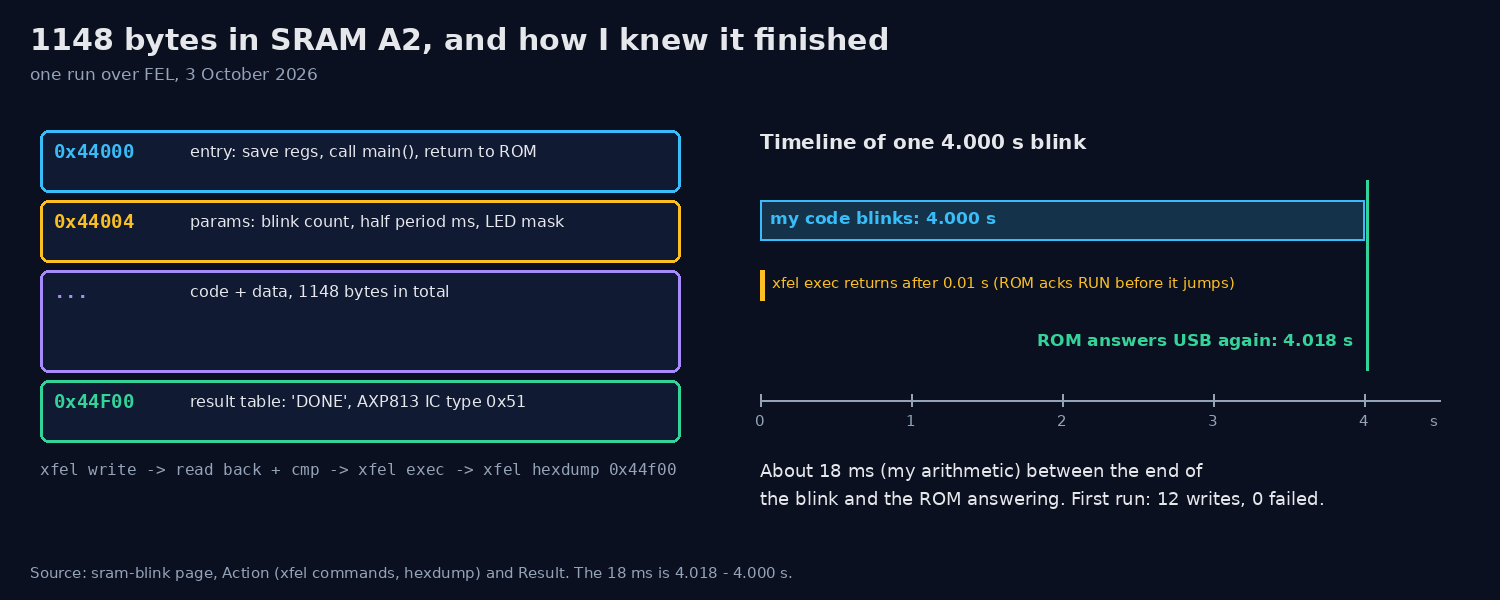 1148 bytes in SRAM A2, and how I knew it finished
one run over FEL, 3 October 2026
0x44000 entry: save regs, call main(), return to ROM
0x44004 params: blink count, half period ms, LED mask
... code + data, 1148 bytes in total
0x44F00 result table: 'DONE', AXP813 IC type 0x51
xfel write -> read back + cmp -> xfel exec -> xfel hexdump 0x44f00
Timeline of one 4.000 s blink
my code blinks: 4.000 s
xfel exec returns after 0.01 s (ROM acks RUN before it jumps)
ROM answers USB again: 4.018 s
0 1 2 3 4 s
About 18 ms (my arithmetic) between the end of
the blink and the ROM answering. First run: 12 writes, 0 failed.
Source: sram-blink page, Action (xfel commands, hexdump) and Result. The 18 ms is 4.018 - 4.000 s.